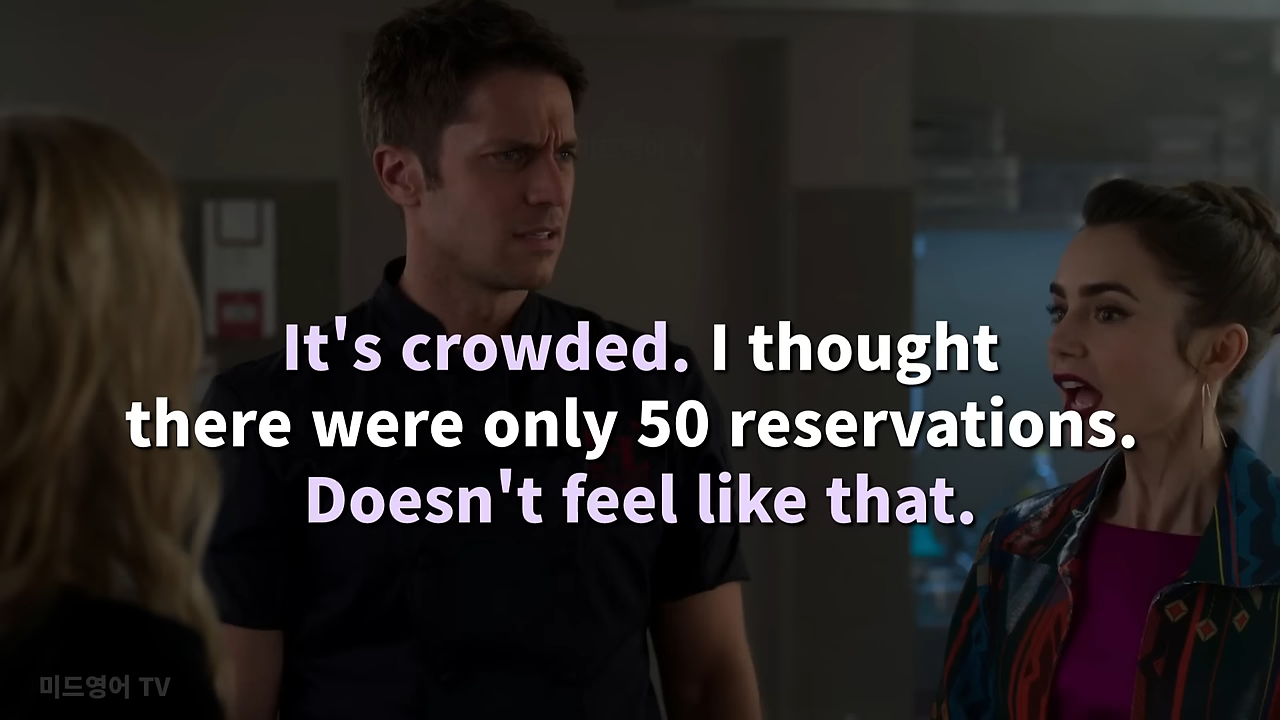 It's crowded. I thought
there were only 50 reservations.
Doesn't feel like that.
미드영어 TV